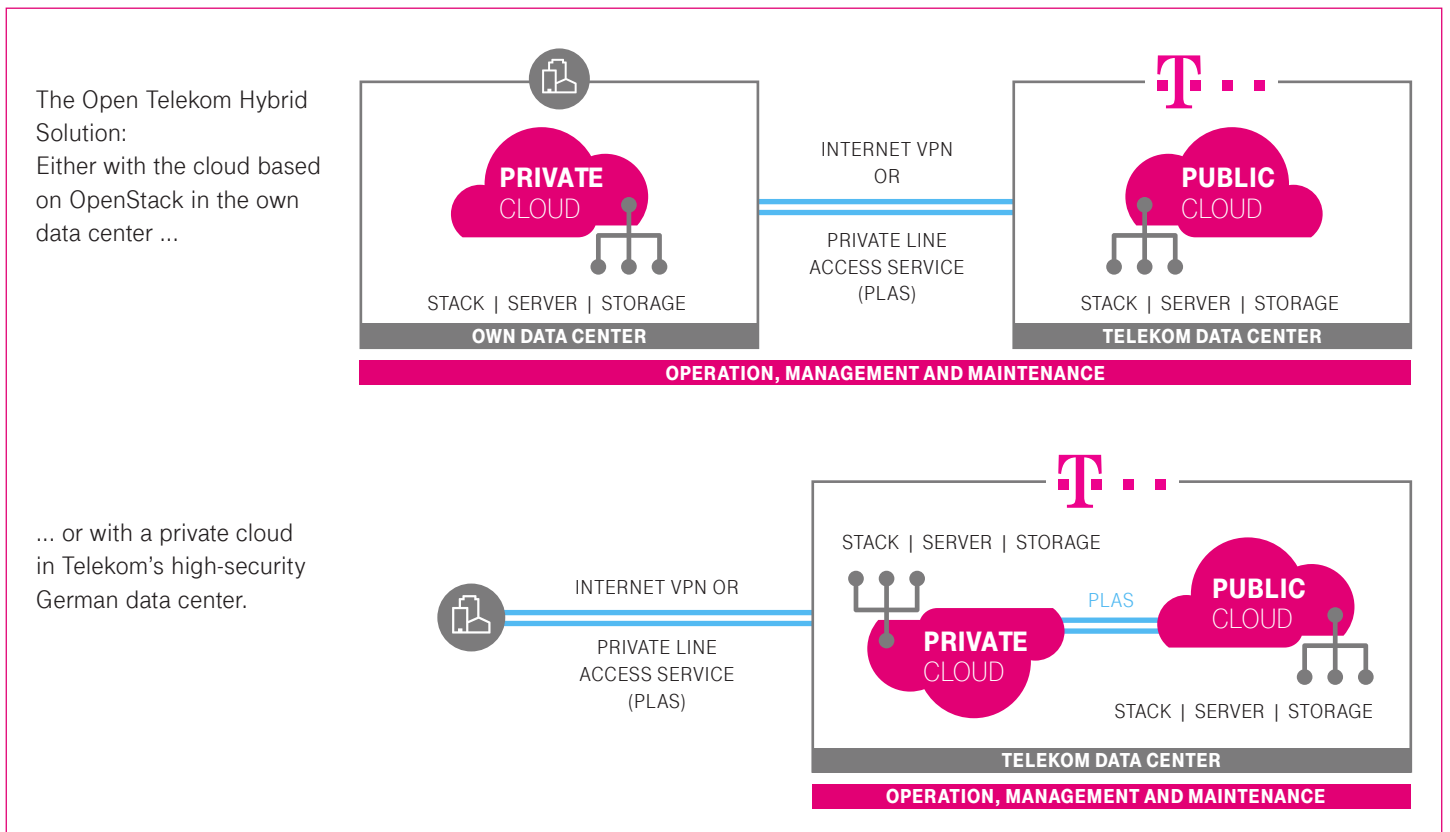 The Open Telekom Hybrid
Solution:
Either with the cloud based
on OpenStack in the own
data center ...
PRIVATE
CLOUD
STACK | SERVER | STORAGE
OWN DATA CENTER
INTERNET VPN
OR
PRIVATE LINE
ACCESS SERVICE
(PLAS)
T
PUBLIC
CLOUD
STACK | SERVER | STORAGE
TELEKOM DATA CENTER
OPERATION, MANAGEMENT AND MAINTENANCE
... or with a private cloud
in Telekom's high-security
German data center.
INTERNET VPN OR
PRIVATE LINE
ACCESS SERVICE
(PLAS)
T
STACK | SERVER | STORAGE
PRIVATE
CLOUD
PLAS
PUBLIC
CLOUD
STACK | SERVER | STORAGE
TELEKOM DATA CENTER
OPERATION, MANAGEMENT AND MAINTENANCE